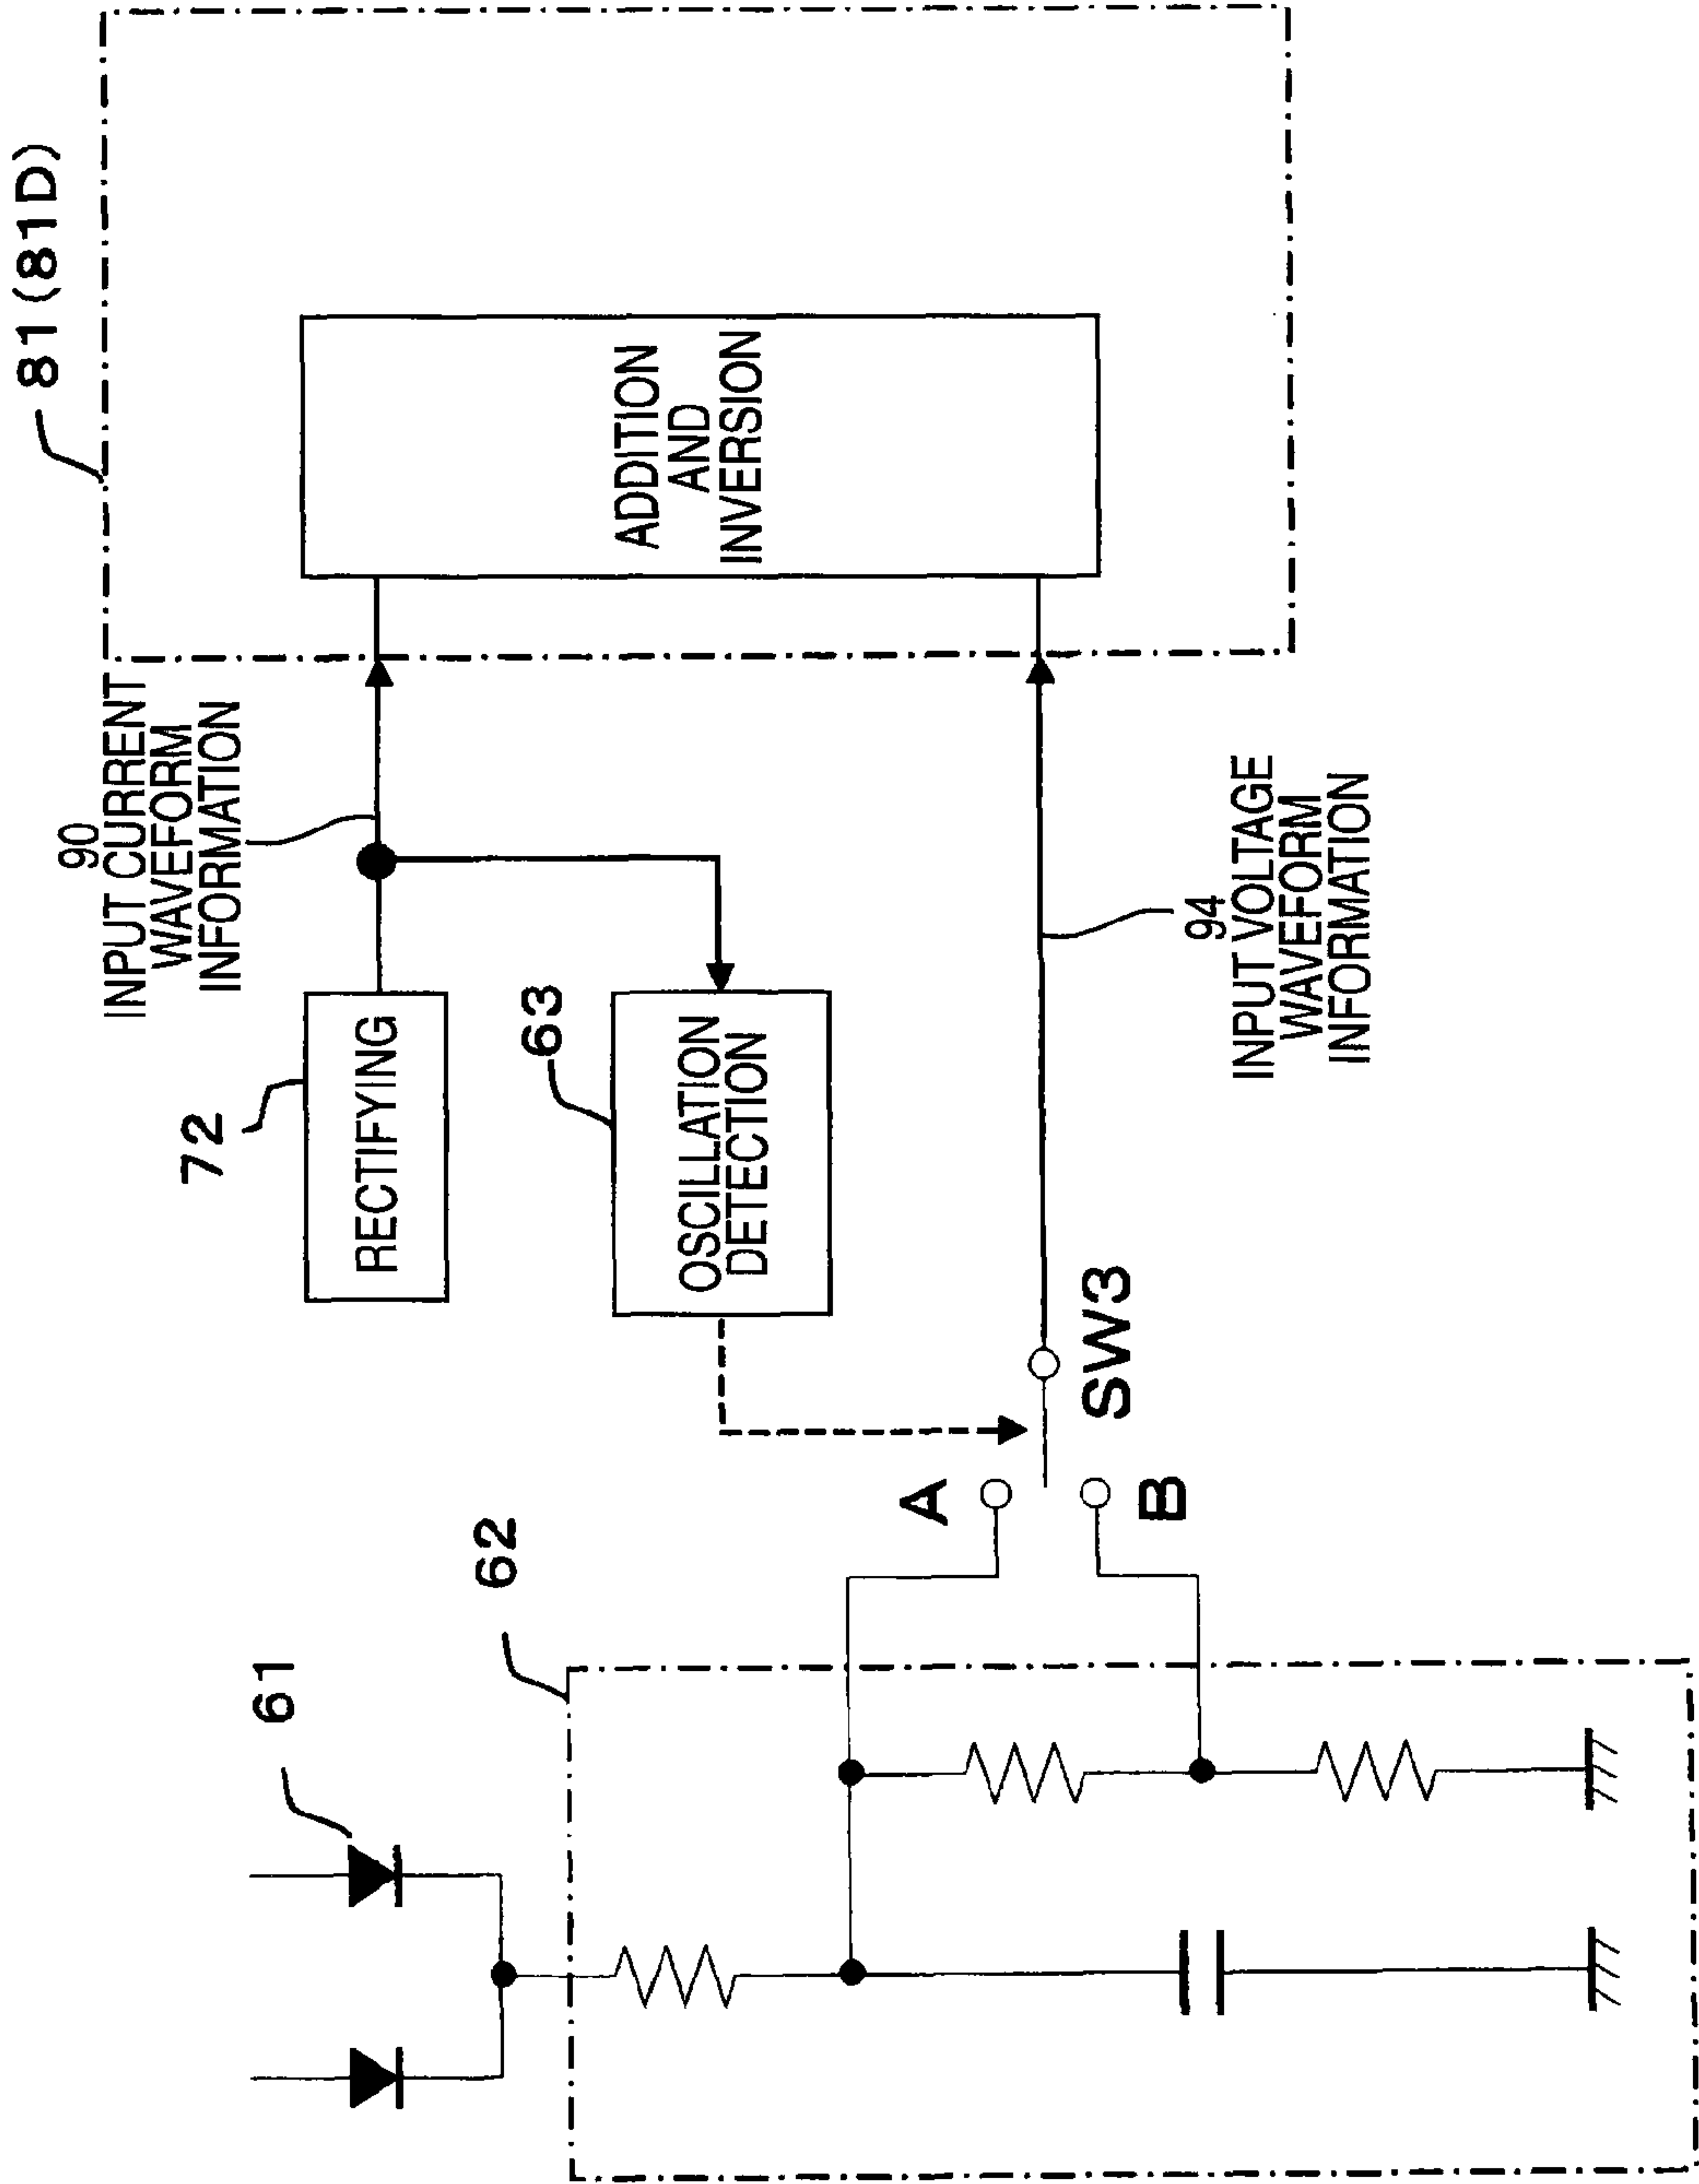 81(81D)
90
INPUT CURRENT
WAVEFORM
INFORMATION
72
RECTIFYING
63
OSCILLATION
DETECTION
ADDITION
AND
INVERSION
61
62
A
B
SW3
94
INPUT VOLTAGE
WAVEFORM
INFORMATION